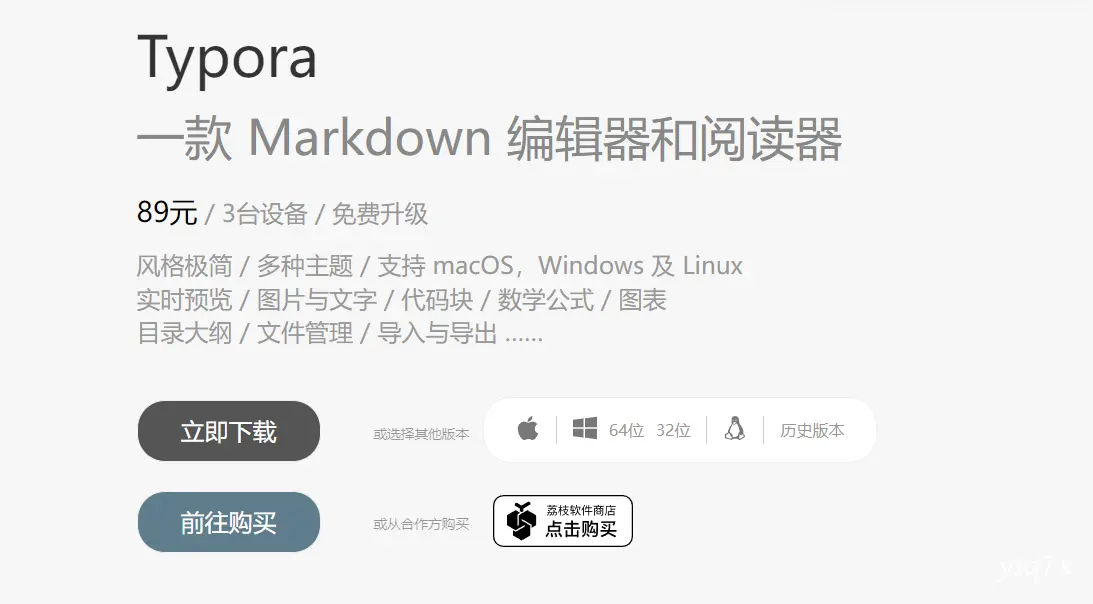 Typora
一款 Markdown 编辑器和阅读器
89元 / 3台设备 / 免费升级
风格极简 / 多种主题 / 支持 macOS，Windows 及 Linux
实时预览 / 图片与文字 / 代码块 / 数学公式 / 图表
目录大纲 / 文件管理 / 导入与导出 ……
立即下载
或选择其他版本
64位 32位
历史版本
前往购买
或从合作方购买
荔枝软件商店
点击购买